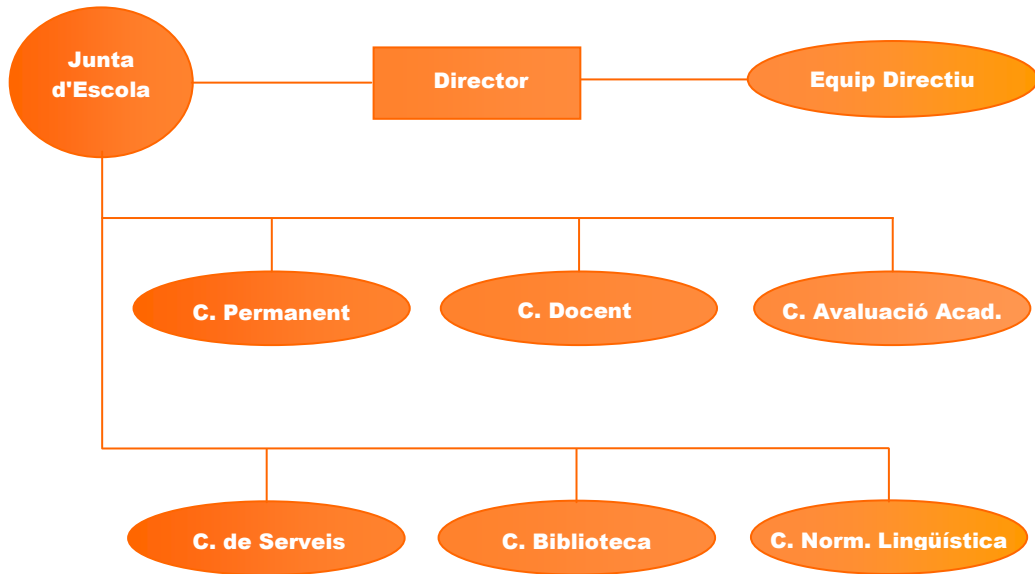 Junta
d'Escola
Director
Equip Directiu
C. Permanent
C. Docent
C. Avaluació Acad.
C. de Serveis
C. Biblioteca
C. Norm. Lingüística